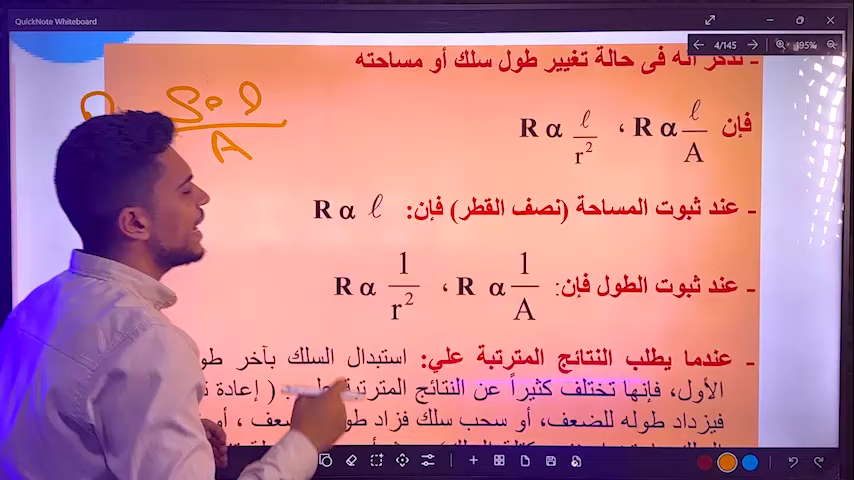 QuickNote Whiteboard
4/145 195%
- تذكر أنه فى حالة تغيير طول سلك أو مساحته
فإن R α ℓ/A ، R α ℓ/r²
- عند ثبوت المساحة (نصف القطر) فإن: R α ℓ
- عند ثبوت الطول فإن: R α 1/A ، R α 1/r²
- عندما يطلب النتائج المترتبة علي: استبدال السلك بآخر
الأول، فإنها تختلف كثيراً عن النتائج المترتبة ( إعادة
فيزداد طوله للضعف، أو سحب سلك فزاد
A